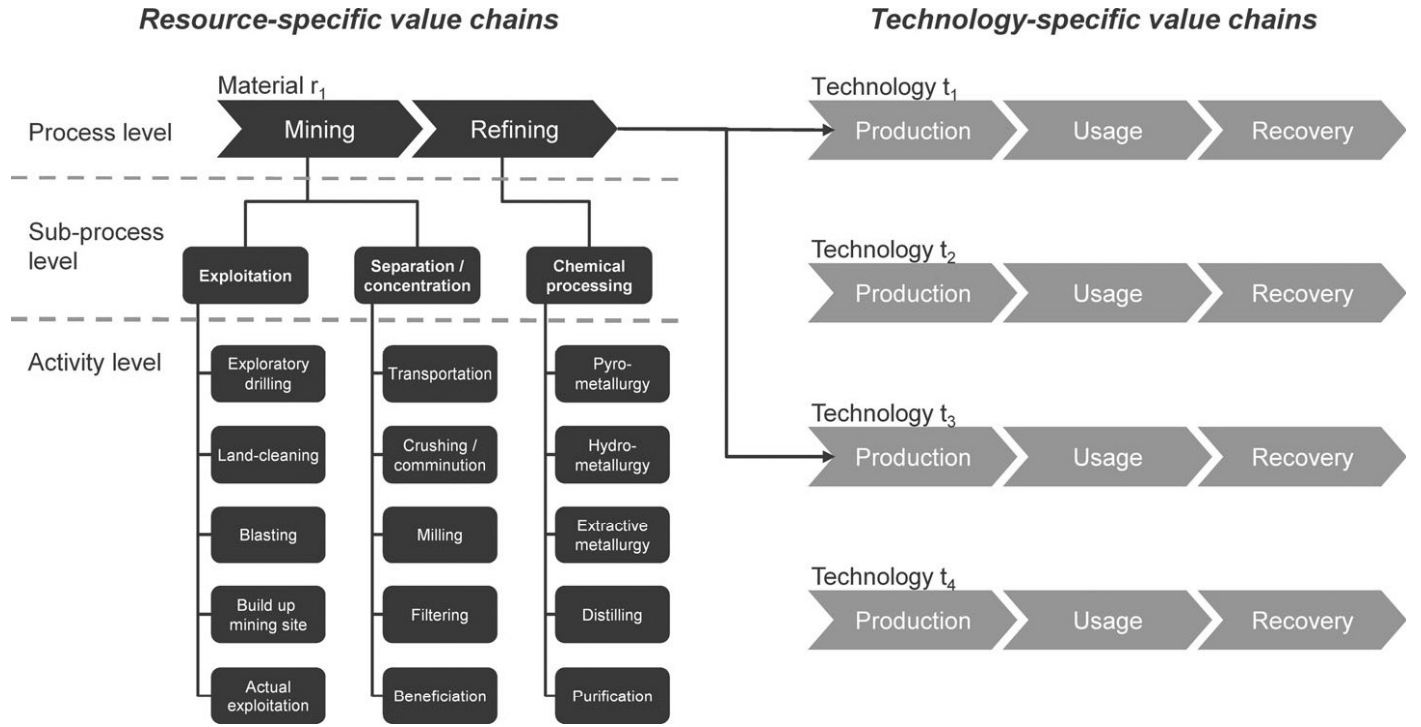 Resource-specific value chains
Technology-specific value chains
Material r₁
Process level
Mining
Refining
Technology t₁
Production
Usage
Recovery
Sub-process
level
Exploitation
Separation /
concentration
Chemical
processing
Technology t₂
Production
Usage
Recovery
Activity level
Exploratory
drilling
Land-cleaning
Blasting
Build up
mining site
Actual
exploitation
Transportation
Crushing /
comminution
Milling
Filtering
Beneficiation
Pyro-
metallurgy
Hydro-
metallurgy
Extractive
metallurgy
Distilling
Purification
Technology t₃
Production
Usage
Recovery
Technology t₄
Production
Usage
Recovery